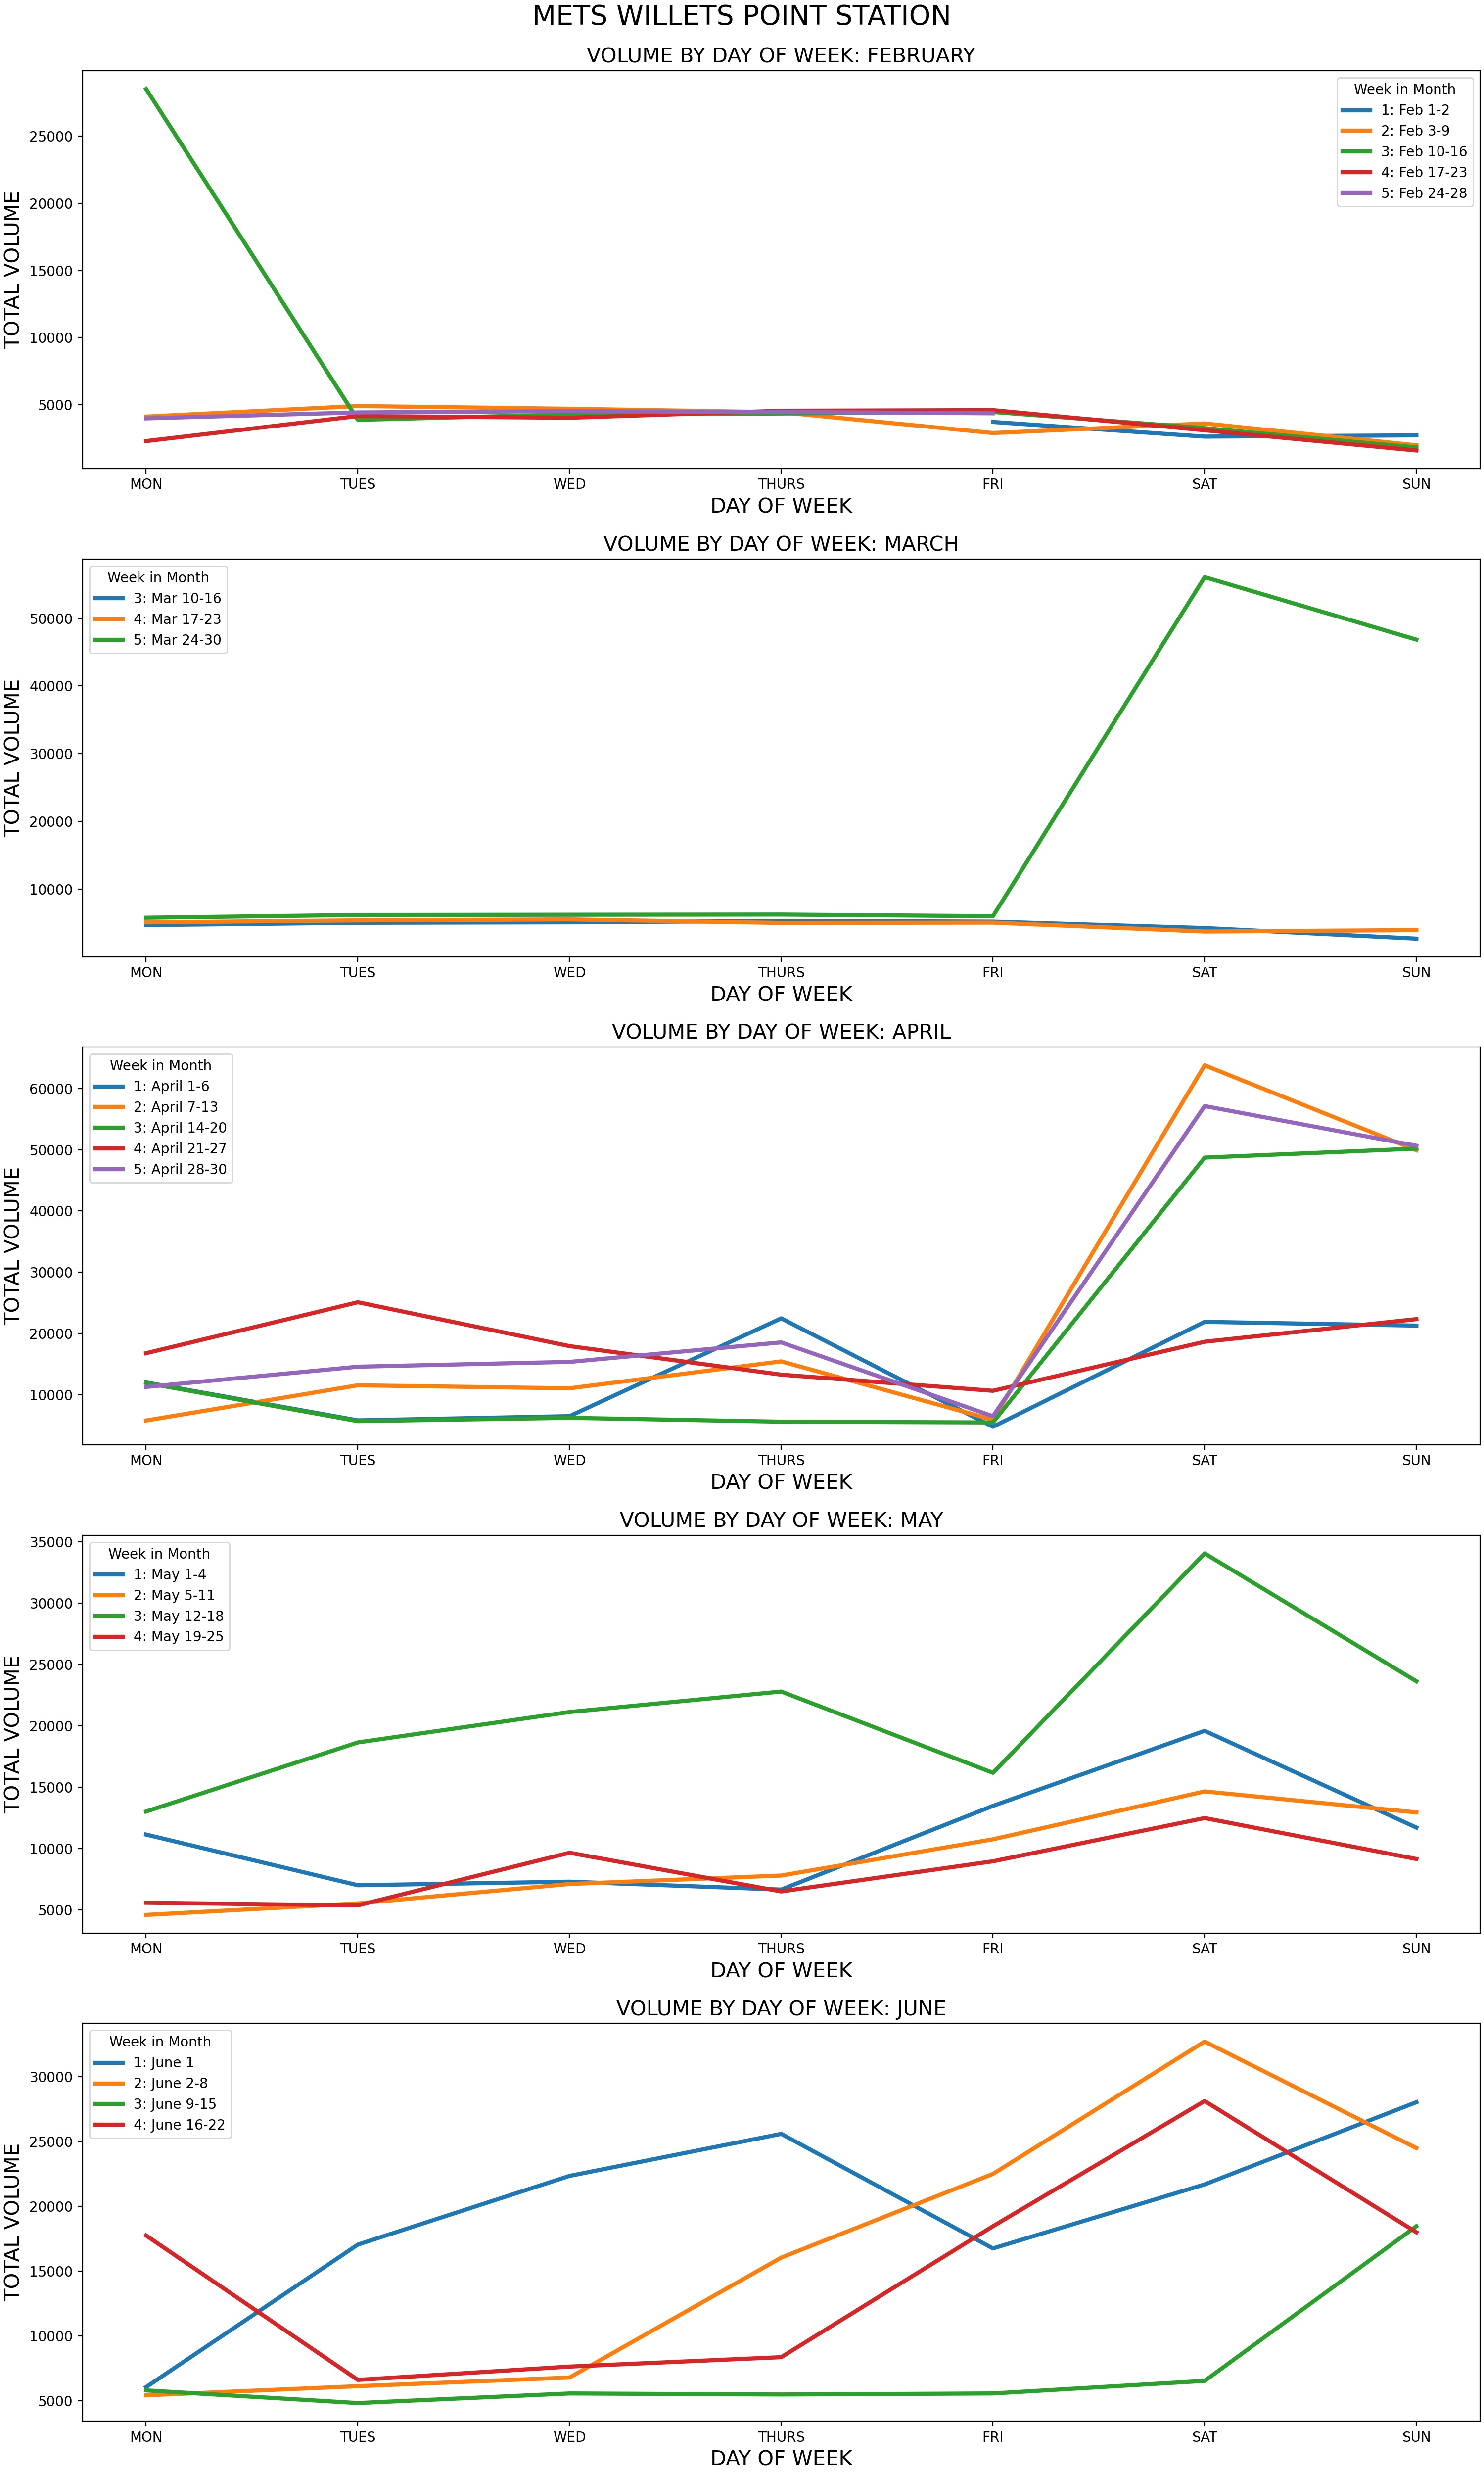 METS WILLETS POINT STATION
VOLUME BY DAY OF WEEK: FEBRUARY
Week in Month
1: Feb 1-2
2: Feb 3-9
3: Feb 10-16
4: Feb 17-23
5: Feb 24-28
TOTAL VOLUME
25000
20000
15000
10000
5000
MON TUES WED THURS FRI SAT SUN
DAY OF WEEK
VOLUME BY DAY OF WEEK: MARCH
Week in Month
3: Mar 10-16
4: Mar 17-23
5: Mar 24-30
TOTAL VOLUME
50000
40000
30000
20000
10000
MON TUES WED THURS FRI SAT SUN
DAY OF WEEK
VOLUME BY DAY OF WEEK: APRIL
Week in Month
1: April 1-6
2: April 7-13
3: April 14-20
4: April 21-27
5: April 28-30
TOTAL VOLUME
60000
50000
40000
30000
20000
10000
MON TUES WED THURS FRI SAT SUN
DAY OF WEEK
VOLUME BY DAY OF WEEK: MAY
Week in Month
1: May 1-4
2: May 5-11
3: May 12-18
4: May 19-25
TOTAL VOLUME
35000
30000
25000
20000
15000
10000
5000
MON TUES WED THURS FRI SAT SUN
DAY OF WEEK
VOLUME BY DAY OF WEEK: JUNE
Week in Month
1: June 1
2: June 2-8
3: June 9-15
4: June 16-22
TOTAL VOLUME
30000
25000
20000
15000
10000
5000
MON TUES WED THURS FRI SAT SUN
DAY OF WEEK